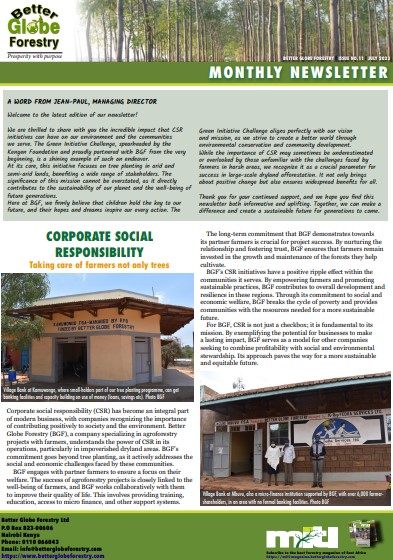 Better
Globe
Forestry
Prosperity with purpose
BETTER GLOBE FORESTRY ISSUE NO.11 JULY 2023
MONTHLY NEWSLETTER
A WORD FROM JEAN-PAUL, MANAGING DIRECTOR
Welcome to the latest edition of our newsletter!
We are thrilled to share with you the incredible impact that CSR
initiatives can have on our environment and the communities
we serve. The Green Initiative Challenge, spearheaded by the
Kengan Foundation and proudly partnered with BGF from the very
beginning, is a shining example of such an endeavor.
At its core, this initiative focuses on tree planting in arid and
semi-arid lands, benefiting a wide range of stakeholders. The
significance of this mission cannot be overstated, as it directly
contributes to the sustainability of our planet and the well-being of
future generations.
Here at BGF, we firmly believe that children hold the key to our
future, and their hopes and dreams inspire our every action. The
Green Initiative Challenge aligns perfectly with our vision
and mission, as we strive to create a better world through
environmental conservation and community development.
While the importance of CSR may sometimes be underestimated
or overlooked by those unfamiliar with the challenges faced by
farmers in harsh areas, we recognize it as a crucial parameter for
success in large-scale dryland afforestation. It not only brings
about positive change but also ensures widespread benefits for all.
Thank you for your continued support, and we hope you find this
newsletter both informative and uplifting. Together, we can make a
difference and create a sustainable future for generations to come.
CORPORATE SOCIAL
RESPONSIBILITY
Taking care of farmers not only trees
KAMUWONGO FSA-MANAGED BY KFS
FUNDED BY BETTER GLOBE FORESTRY
Village Bank at Kamuwongo, where small-holders part of our tree planting programme, can get
banking facilities and capacity building on use of money (loans, savings etc). Photo BGF
Corporate social responsibility (CSR) has become an integral part
of modern business, with companies recognizing the importance
of contributing positively to society and the environment. Better
Globe Forestry (BGF), a company specializing in agroforestry
projects with farmers, understands the power of CSR in its
operations, particularly in impoverished dryland areas. BGF's
commitment goes beyond tree planting, as it actively addresses the
social and economic challenges faced by these communities.
BGF engages with partner farmers to ensure a focus on their
welfare. The success of agroforestry projects is closely linked to the
well-being of farmers, and BGF works collaboratively with them
to improve their quality of life. This involves providing training,
education, access to micro finance, and other support systems.
The long-term commitment that BGF demonstrates towards
its partner farmers is crucial for project success. By nurturing the
relationship and fostering trust, BGF ensures that farmers remain
invested in the growth and maintenance of the forests they help
cultivate.
BGF's CSR initiatives have a positive ripple effect within the
communities it serves. By empowering farmers and promoting
sustainable practices, BGF contributes to overall development and
resilience in these regions. Through its commitment to social and
economic welfare, BGF breaks the cycle of poverty and provides
communities with the resources needed for a more sustainable
future.
For BGF, CSR is not just a checkbox; it is fundamental to its
mission. By exemplifying the potential for businesses to make
a lasting impact, BGF serves as a model for other companies
seeking to combine profitability with social and environmental
stewardship. Its approach paves the way for a more sustainable
and equitable future.
Village Bank at Mivuvu, also a micro-finance institution supported by BGF, with over 6,000 farmer-
shareholders, in an area with no formal banking facilities. Photo BGF
Better Globe Forestry Ltd
P.O Box 823-00606
Nairobi Kenya
Phone: 0110 066043
Email: info@betterglobeforestry.com
https://www.betterglobeforestry.com
Subscribe to the best forestry magazine of East Africa